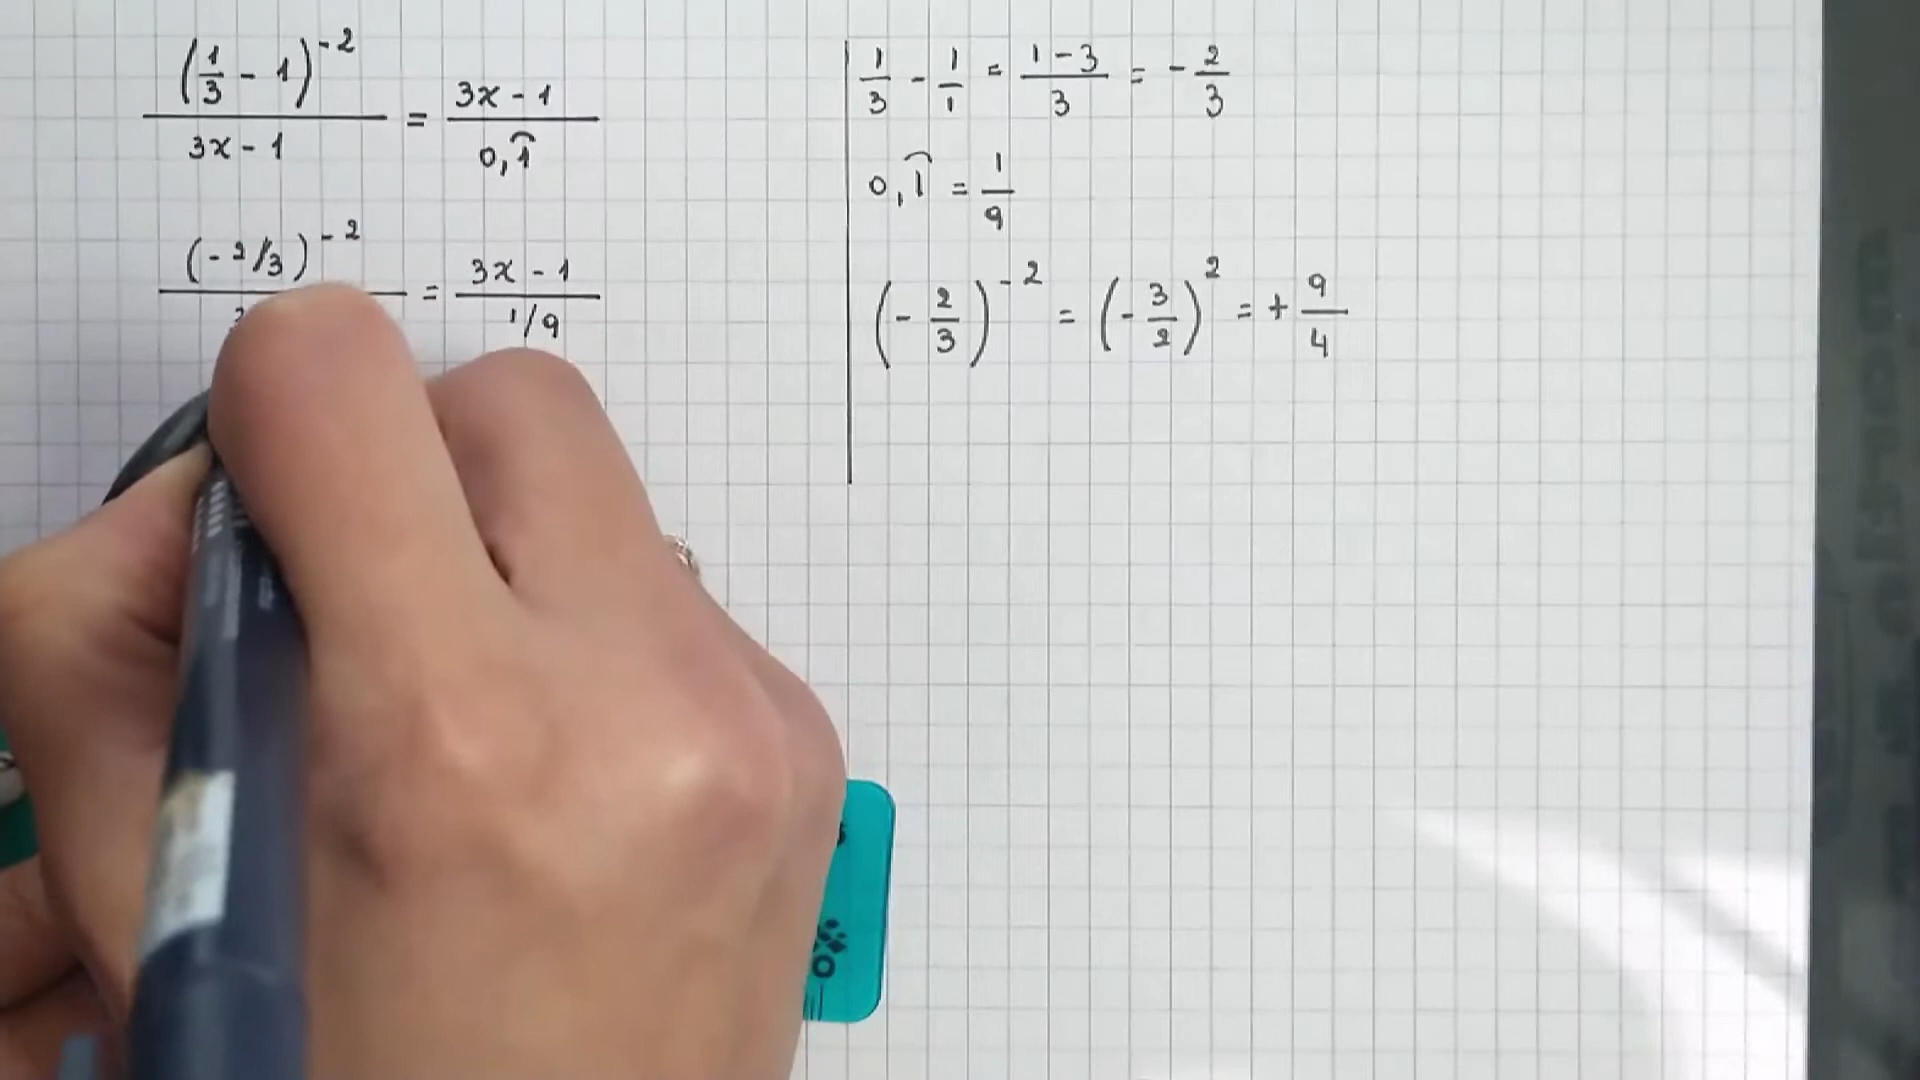 (1/3 - 1)^-2 / 3x - 1 = 3x - 1 / 0,1̑
(-2/3)^-2 = 3x - 1 / 1/9
1/3 - 1/1 = 1-3/3 = -2/3
0,1̑ = 1/9
(-2/3)^-2 = (-3/2)^2 = + 9/4